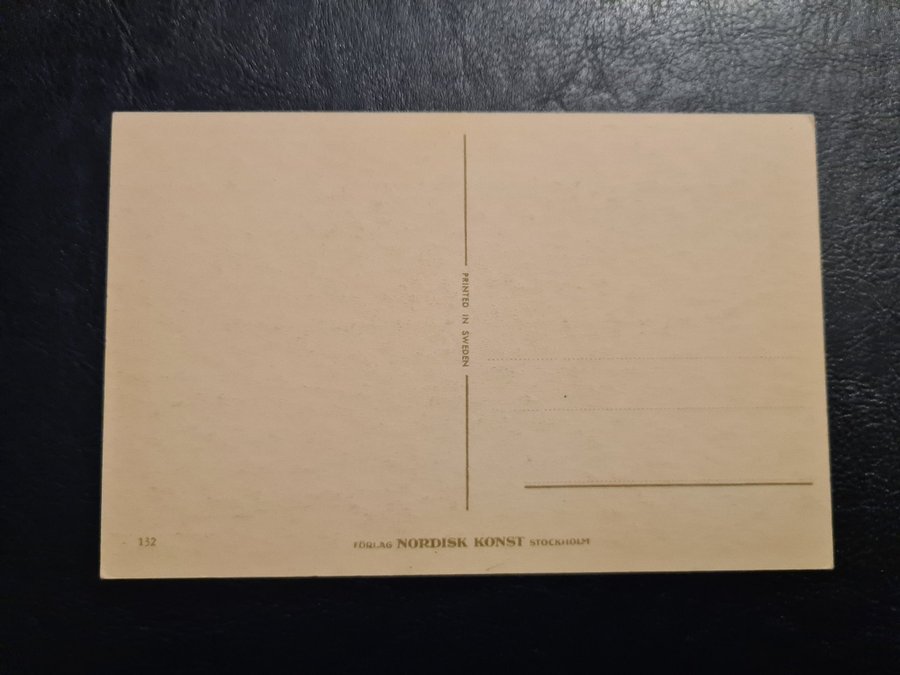 PRINTED IN SWEDEN
132
FÖRLAG NORDISK KONST STOCKHOLM